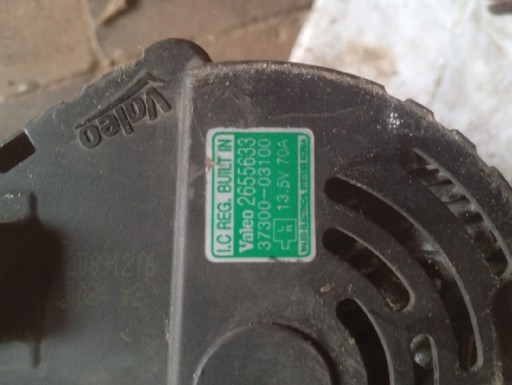 Valeo
I.C REG. BUILT IN
Valeo 2655633
37300-03100
13.5V 70A